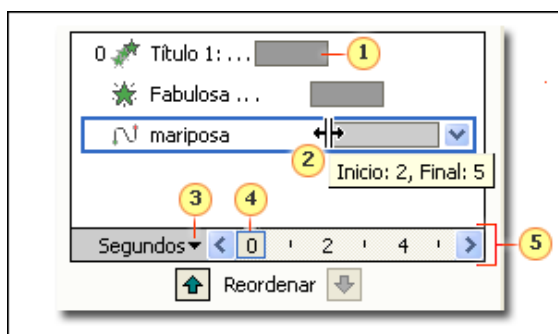 0 Título 1: ... 1
Fabulosa ...
mariposa
2
Inicio: 2, Final: 5
3 4
Segundos 0 2 4 5
Reordenar